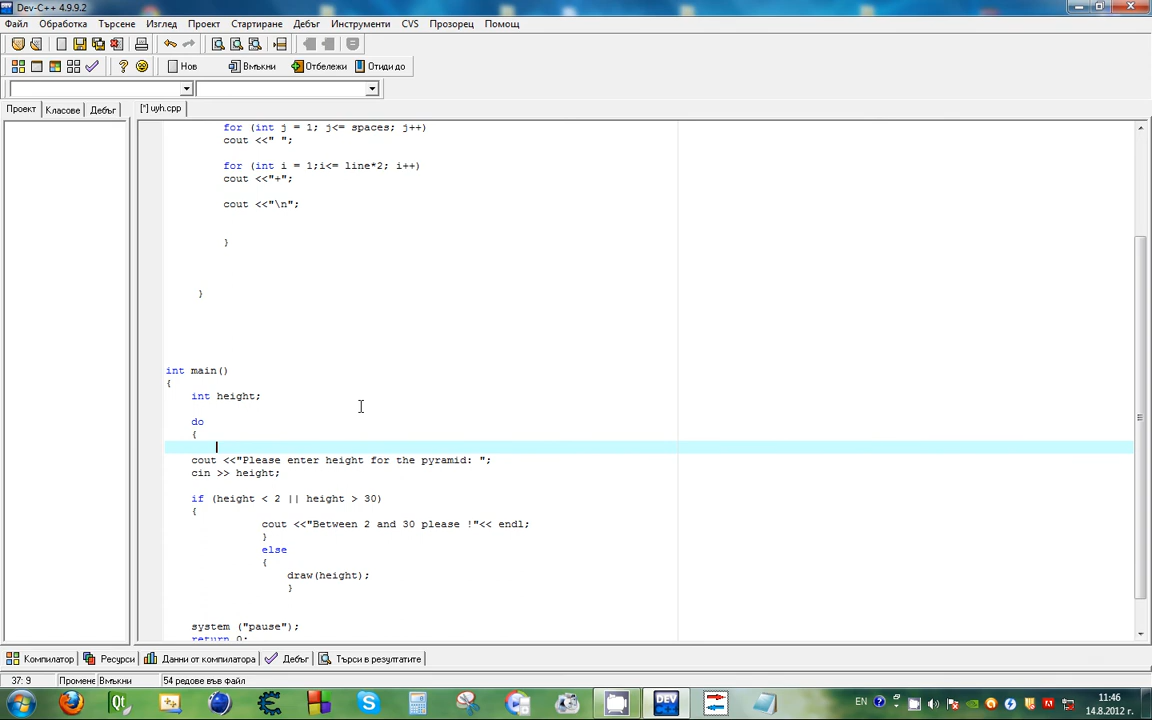 Dev-C++ 4.9.9.2
Файл Обработка Търсене Изглед Проект Стартиране Дебъг Инструменти CVS Прозорец Помощ
Нов Вмъкни Отбележи Отиди до
Проект Класове Дебъг [*] uyh.cpp
for (int j = 1; j<= spaces; j++)
cout <<" ";
for (int i = 1;i<= line*2; i++)
cout <<"+";
cout <<"\n";
}
}
int main()
{
int height;
do
{
cout <<"Please enter height for the pyramid: ";
cin >> height;
if (height < 2 || height > 30)
{
cout <<"Between 2 and 30 please !"<< endl;
}
else
{
draw(height);
}
system ("pause");
return 0;
Компилатор Ресурси Данни от компилатора Дебъг Търси в резултатите
37: 9 Промене Вмъкни 54 редове във файл
EN 11:46
14.8.2012 г.